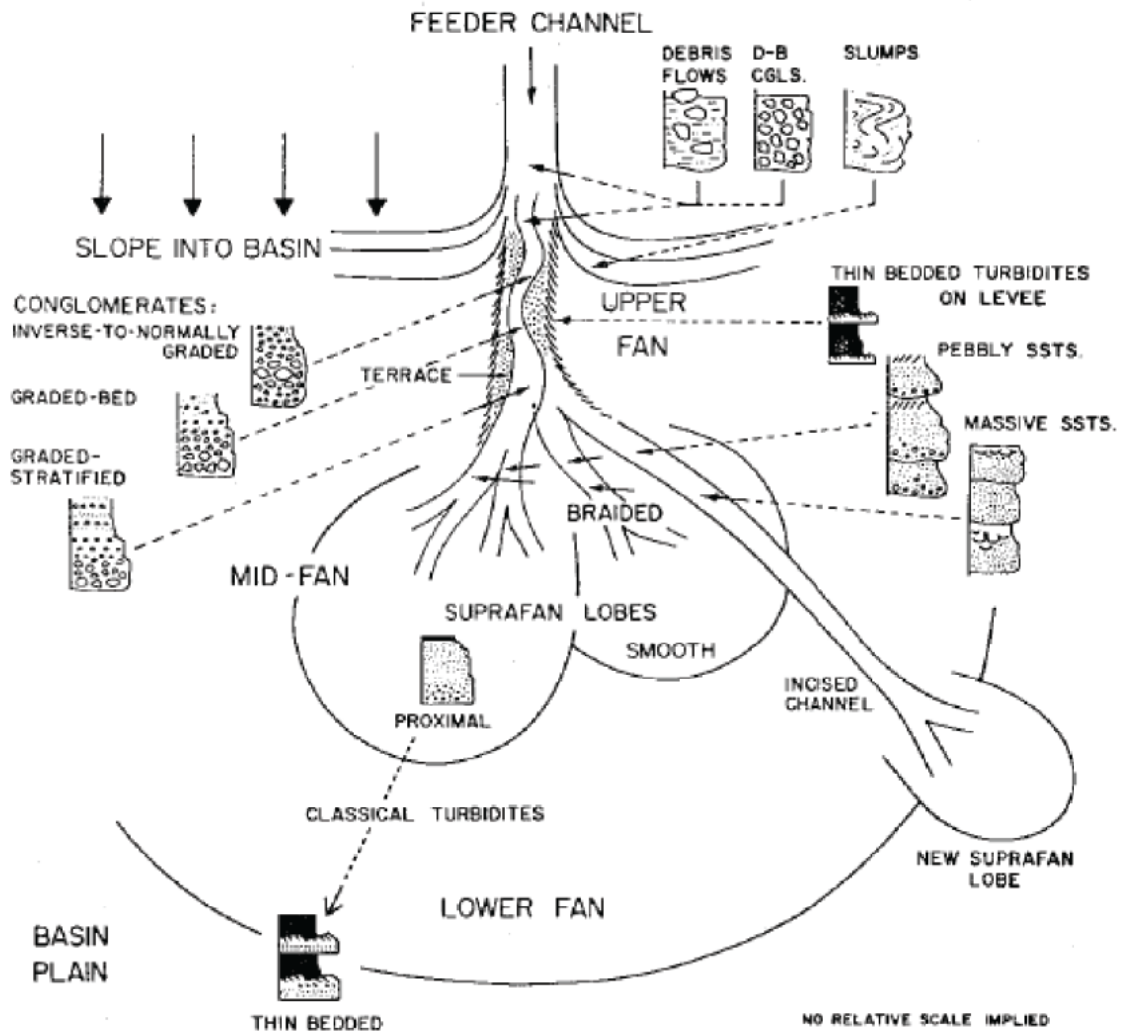 FEEDER CHANNEL
DEBRIS
FLOWS
D-B
CGLS.
SLUMPS
SLOPE INTO BASIN
CONGLOMERATES:
INVERSE-TO-NORMALLY
GRADED
GRADED-BED
GRADED-
STRATIFIED
TERRACE
UPPER
FAN
THIN BEDDED TURBIDITES
ON LEVEE
PEBBLY SSTS.
MASSIVE SSTS.
BRAIDED
MID-FAN
SUPRAFAN LOBES
SMOOTH
PROXIMAL
INCISED
CHANNEL
CLASSICAL TURBIDITES
NEW SUPRAFAN
LOBE
LOWER FAN
BASIN
PLAIN
THIN BEDDED
NO RELATIVE SCALE IMPLIED